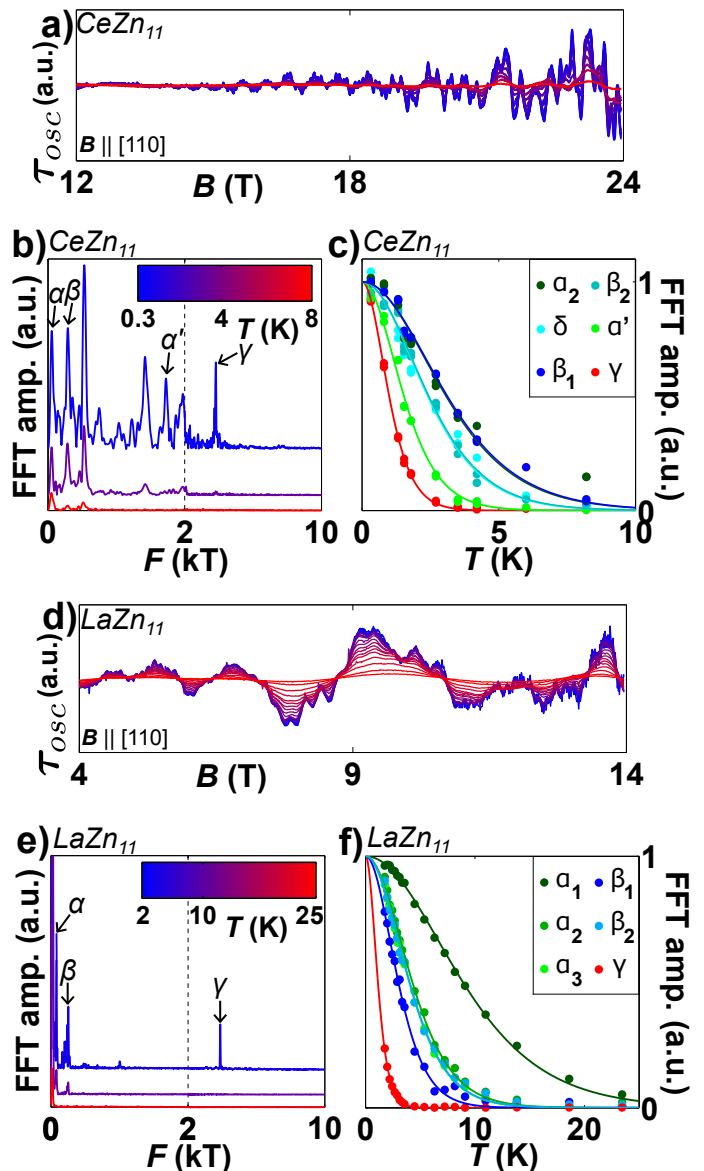 a) CeZn11
τosc (a.u.)
B || [110]
12 18 24
B (T)
b) CeZn11
FFT amp. (a.u.)
α β α' γ
0.3 4 8
T (K)
0 2 10
F (kT)
c) CeZn11
α2 β2
δ α'
β1 γ
1
0
FFT amp. (a.u.)
0 5 10
T (K)
d) LaZn11
τosc (a.u.)
B || [110]
4 9 14
B (T)
e) LaZn11
FFT amp. (a.u.)
α
β
γ
2 10 25
T (K)
0 2 10
F (kT)
f) LaZn11
α1 β1
α2 β2
α3 γ
1
0
FFT amp. (a.u.)
0 10 20
T (K)